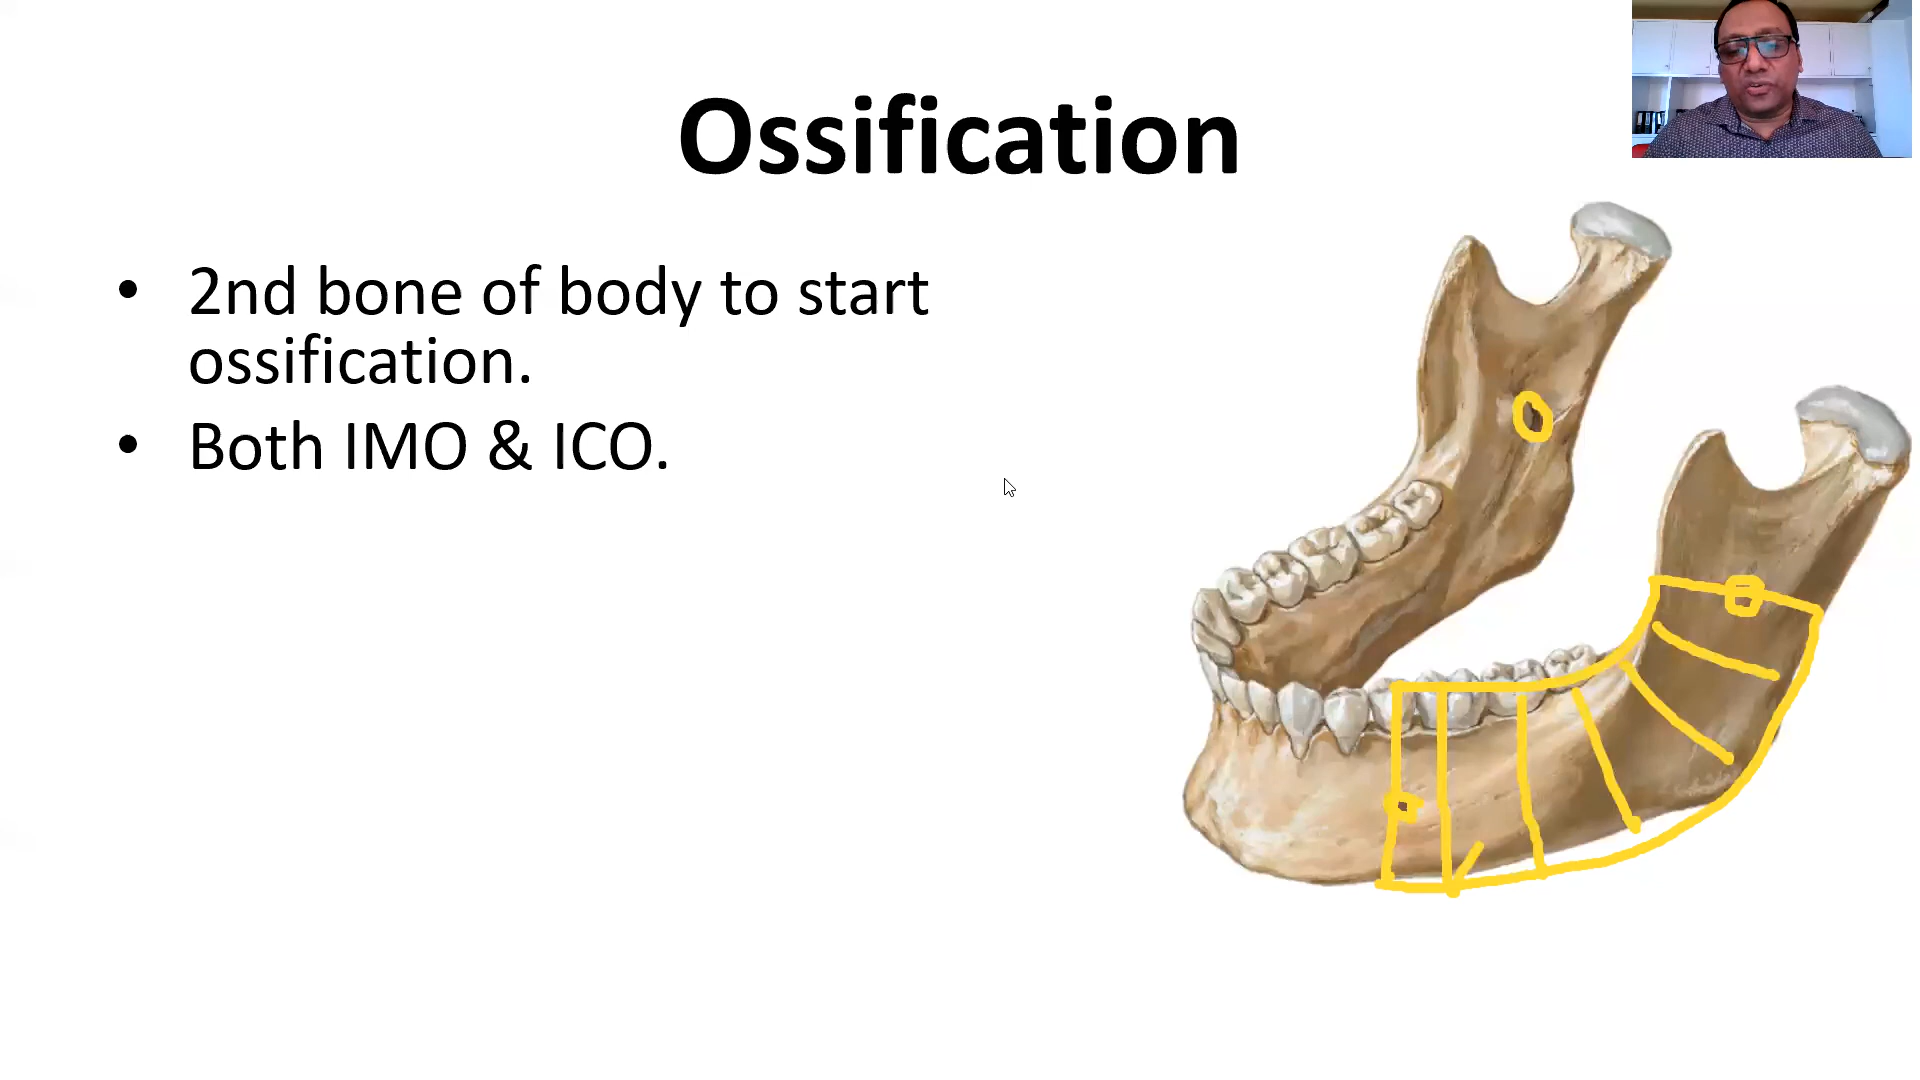 Ossification
• 2nd bone of body to start
ossification.
• Both IMO & ICO.